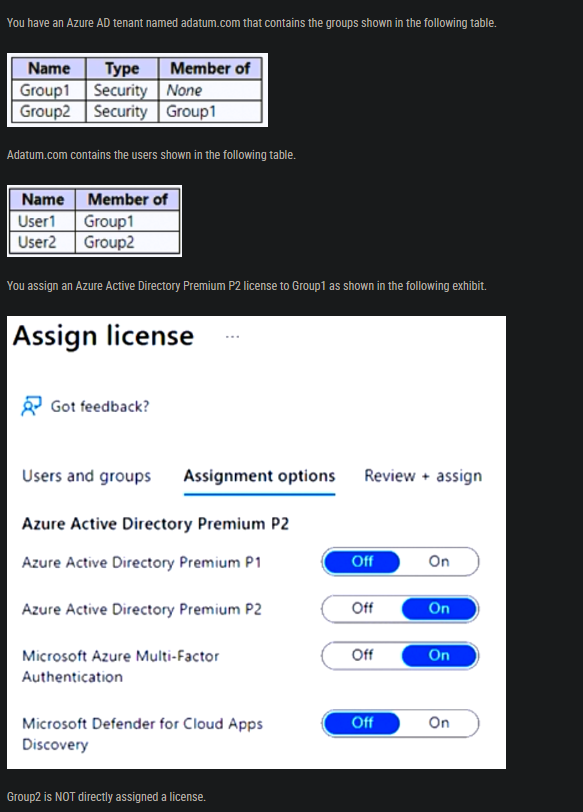 You have an Azure AD tenant named adatum.com that contains the groups shown in the following table.
Name Type Member of
Group1 Security None
Group2 Security Group1
Adatum.com contains the users shown in the following table.
Name Member of
User1 Group1
User2 Group2
You assign an Azure Active Directory Premium P2 license to Group1 as shown in the following exhibit.
Assign license ...
Got feedback?
Users and groups Assignment options Review + assign
Azure Active Directory Premium P2
Azure Active Directory Premium P1 Off On
Azure Active Directory Premium P2 Off On
Microsoft Azure Multi-Factor Off On
Authentication
Microsoft Defender for Cloud Apps Off On
Discovery
Group2 is NOT directly assigned a license.